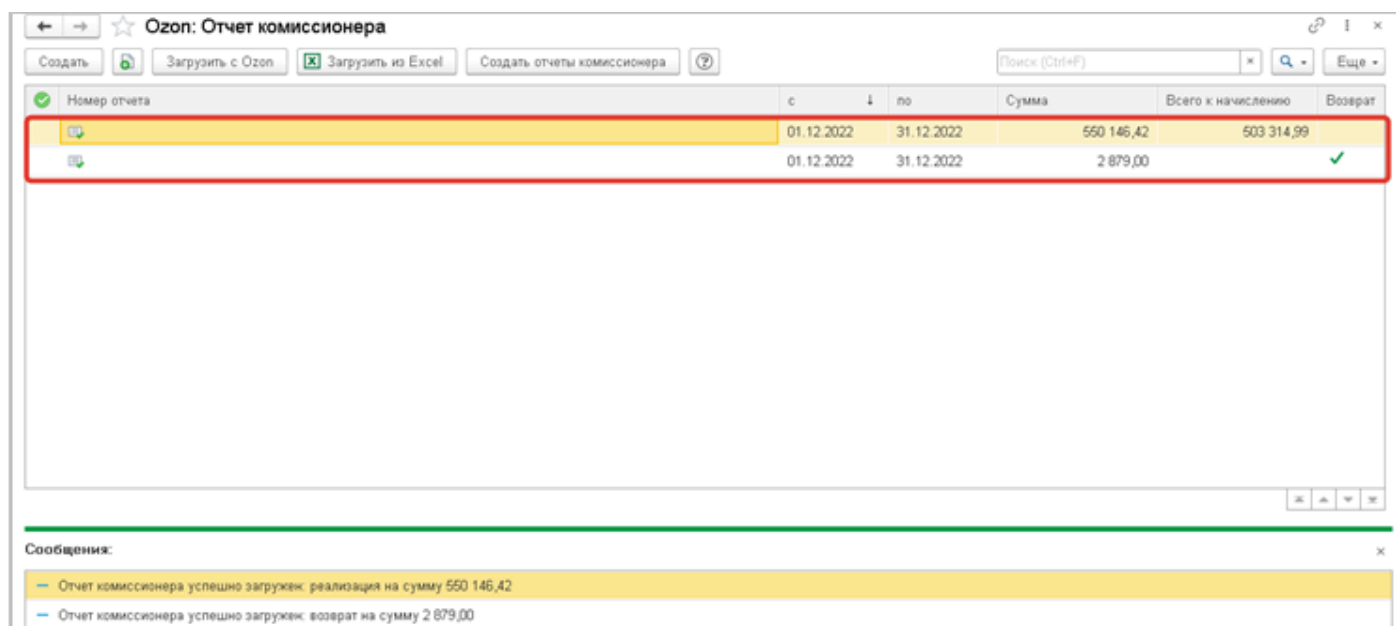 Ozon: Отчет комиссионера
Создать Загрузить с Ozon Загрузить из Excel Создать отчеты комиссионера ? Поиск (Ctrl+F) × Еще
Номер отчета с ↓ по Сумма Всего к начислению Возврат
01.12.2022 31.12.2022 550 146,42 503 314,99
01.12.2022 31.12.2022 2 879,00
Сообщения:
— Отчет комиссионера успешно загружен: реализация на сумму 550 146,42
— Отчет комиссионера успешно загружен: возврат на сумму 2 879,00